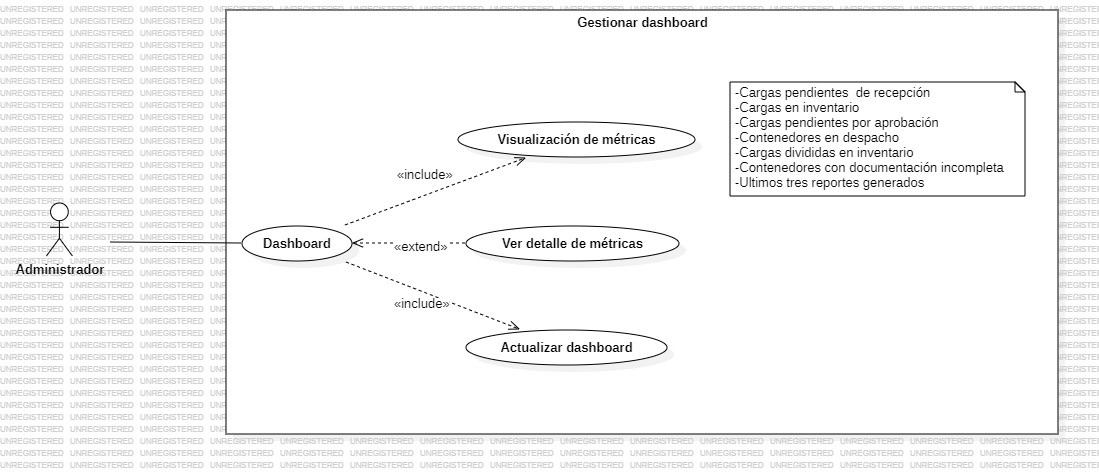 Gestionar dashboard
-Cargas pendientes  de recepción
-Cargas en inventario
-Cargas pendientes por aprobación
-Contenedores en despacho
-Cargas divididas en inventario
-Contenedores con documentación incompleta
-Ultimos tres reportes generados
Visualización de métricas
«include»
Administrador
Dashboard
«extend»
Ver detalle de métricas
«include»
Actualizar dashboard
UNREGISTERED